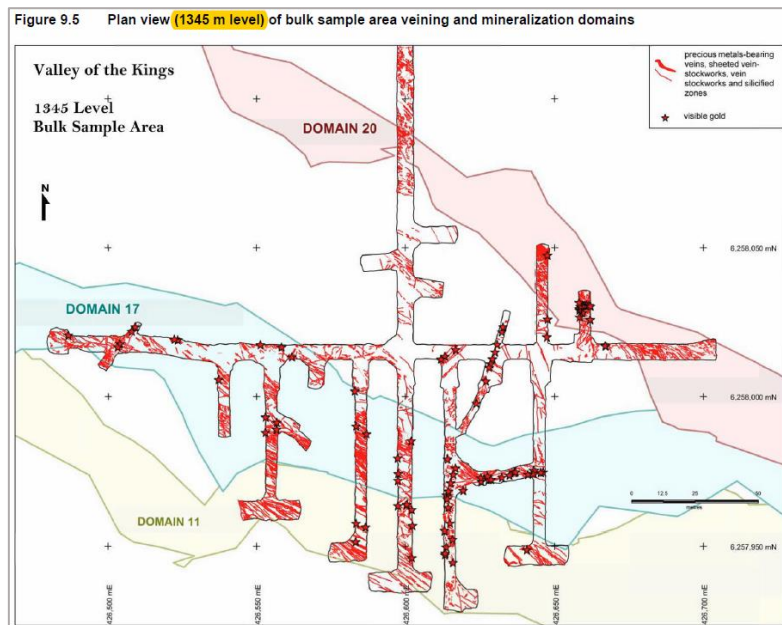 Figure 9.5 Plan view (1345 m level) of bulk sample area veining and mineralization domains
Valley of the Kings
1345 Level
Bulk Sample Area
precious metals-bearing
veins, sheeted vein-
stockworks, vein
stockworks and silicified
zones
visible gold
DOMAIN 20
N
6,258,050 mN
DOMAIN 17
6,258,000 mN
DOMAIN 11
0 12.5 25 50
metres
6,257,950 mN
426,500 mE
426,550 mE
426,600 mE
426,650 mE
426,700 mE